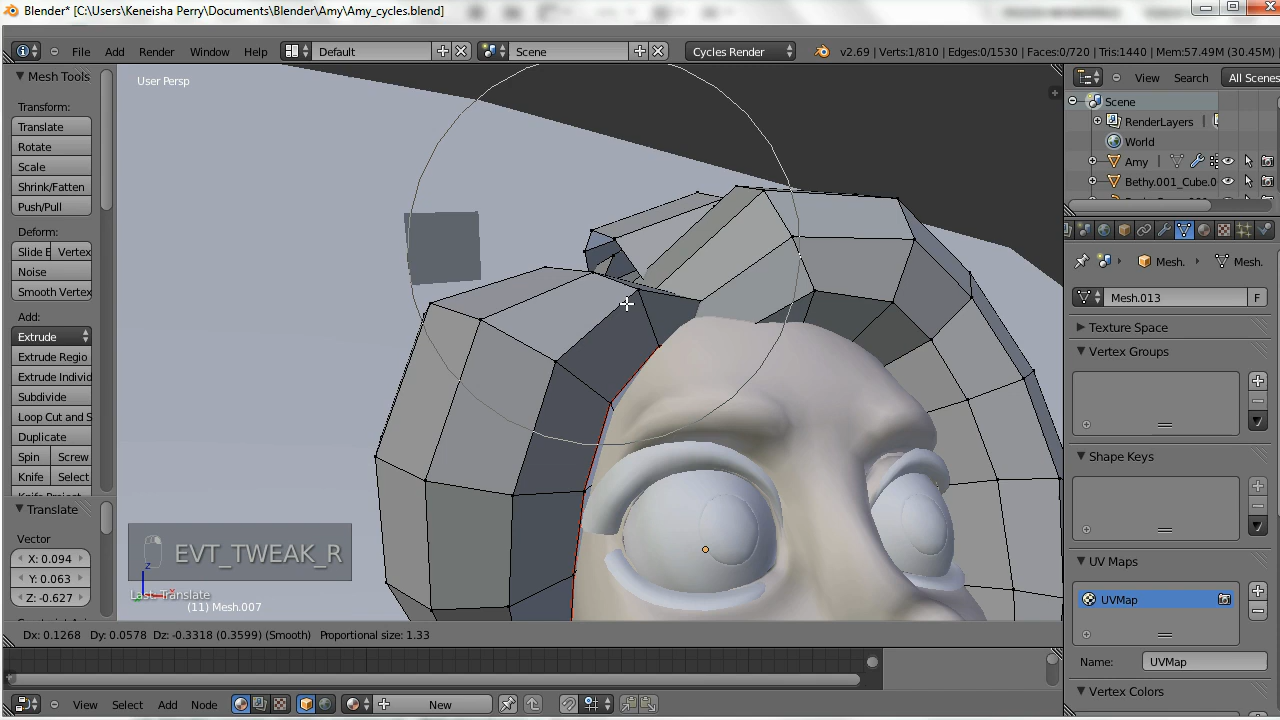 Blender* [C:\Users\Keneisha Perry\Documents\Blender\Amy\Amy_cycles.blend]
File Add Render Window Help Default Scene Cycles Render v2.69 | Verts:1/810 | Edges:0/1530 | Faces:0/720 | Tris:1440 | Mem:57.49M (30.45M)
Mesh Tools
Transform:
Translate
Rotate
Scale
Shrink/Fatten
Push/Pull
Deform:
Slide E Vertex
Noise
Smooth Vertex
Add:
Extrude
Extrude Regio
Extrude Individ
Subdivide
Loop Cut and S
Duplicate
Spin Screw
Knife Select
Translate
Vector
X: 0.094
Y: 0.063
Z: -0.627
User Persp
EVT_TWEAK_R
z
Last: Translate
(11) Mesh.007
Dx: 0.1268 Dy: 0.0578 Dz: -0.3318 (0.3599) (Smooth) Proportional size: 1.33
View Select Add Node New
View Search All Scenes
Scene
RenderLayers
World
Amy
Bethy.001_Cube.0
Mesh. Mesh.
Mesh.013 F
Texture Space
Vertex Groups
Shape Keys
UV Maps
UVMap
Name: UVMap
Vertex Colors